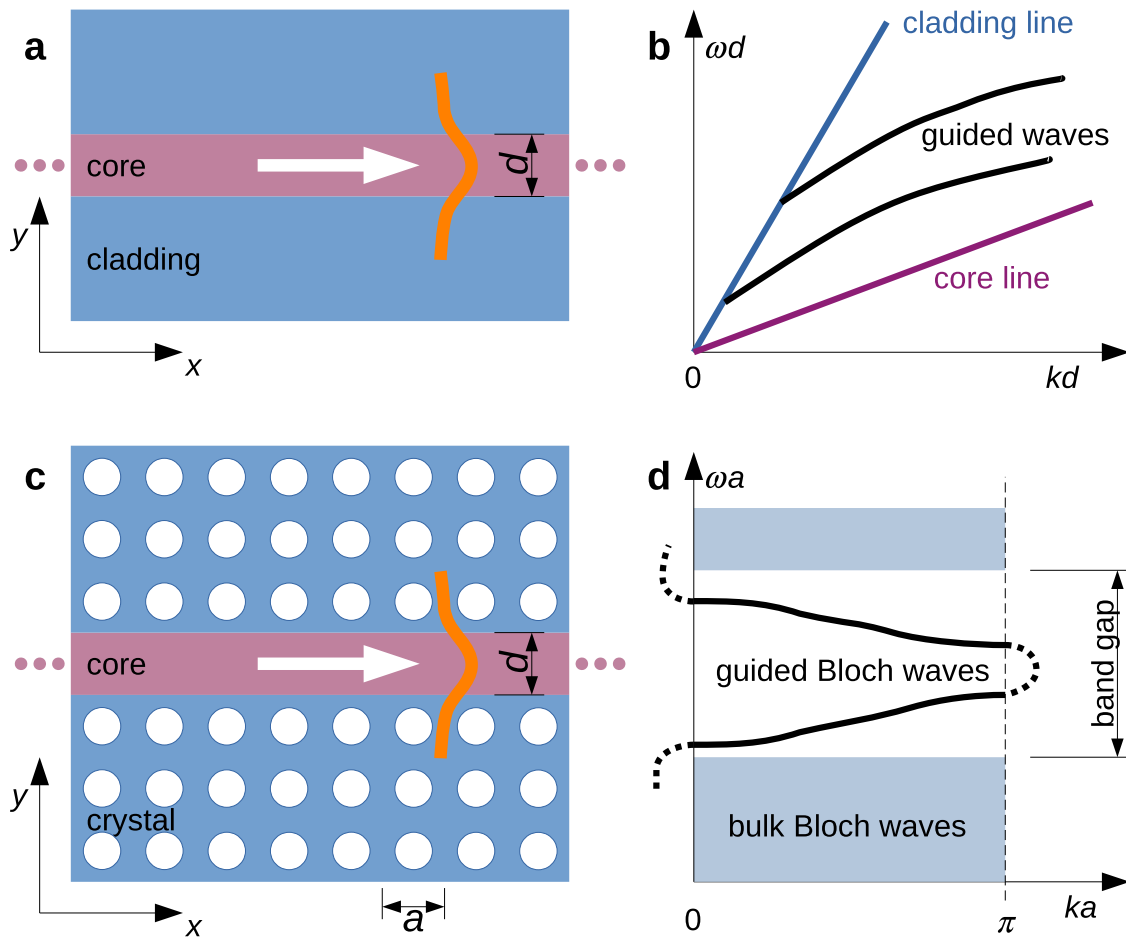 a
core
d
cladding
y
x
b
ωd
cladding line
guided waves
core line
0
kd
c
core
d
crystal
y
x
a
d
ωa
guided Bloch waves
band gap
bulk Bloch waves
0
π
ka